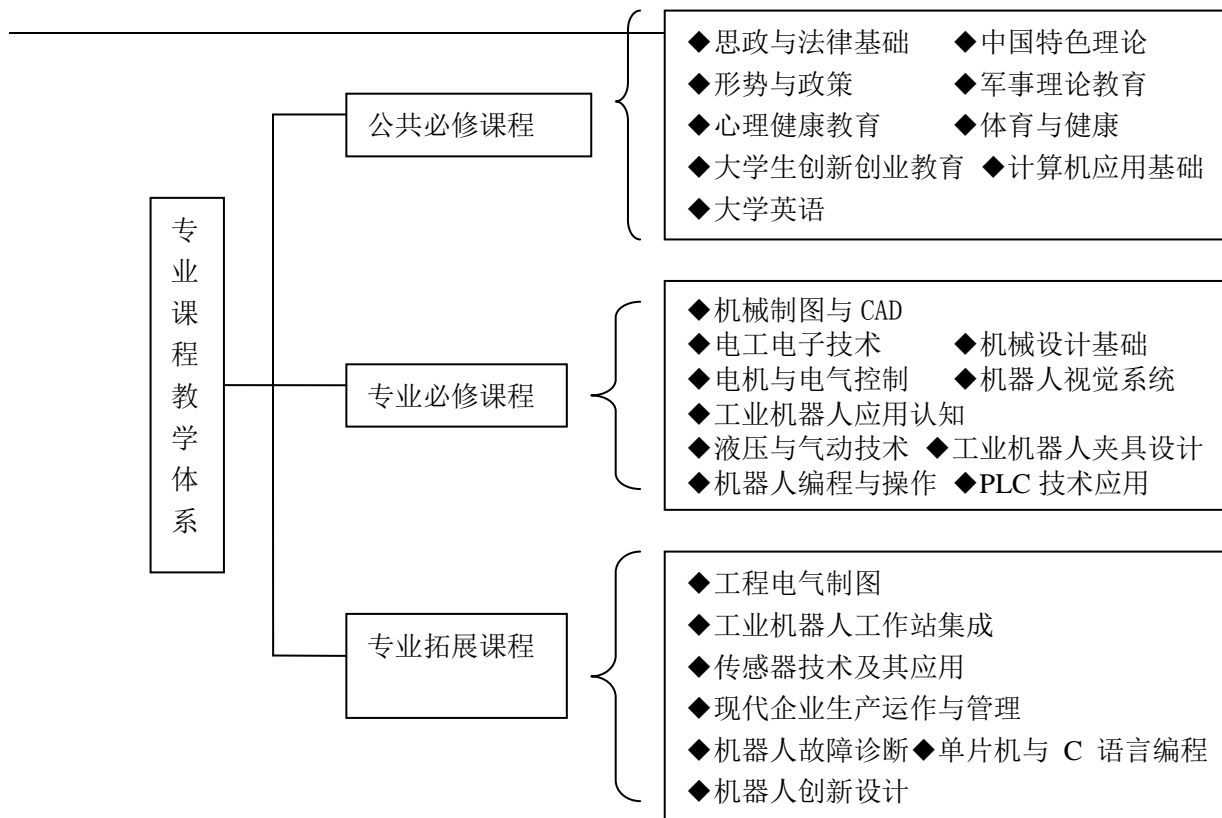 专业课程教学体系
公共必修课程
◆思政与法律基础 ◆中国特色理论
◆形势与政策 ◆军事理论教育
◆心理健康教育 ◆体育与健康
◆大学生创新创业教育 ◆计算机应用基础
◆大学英语
专业必修课程
◆机械制图与 CAD
◆电工电子技术 ◆机械设计基础
◆电机与电气控制 ◆机器人视觉系统
◆工业机器人应用认知
◆液压与气动技术 ◆工业机器人夹具设计
◆机器人编程与操作 ◆PLC 技术应用
专业拓展课程
◆工程电气制图
◆工业机器人工作站集成
◆传感器技术及其应用
◆现代企业生产运作与管理
◆机器人故障诊断◆单片机与 C 语言编程
◆机器人创新设计